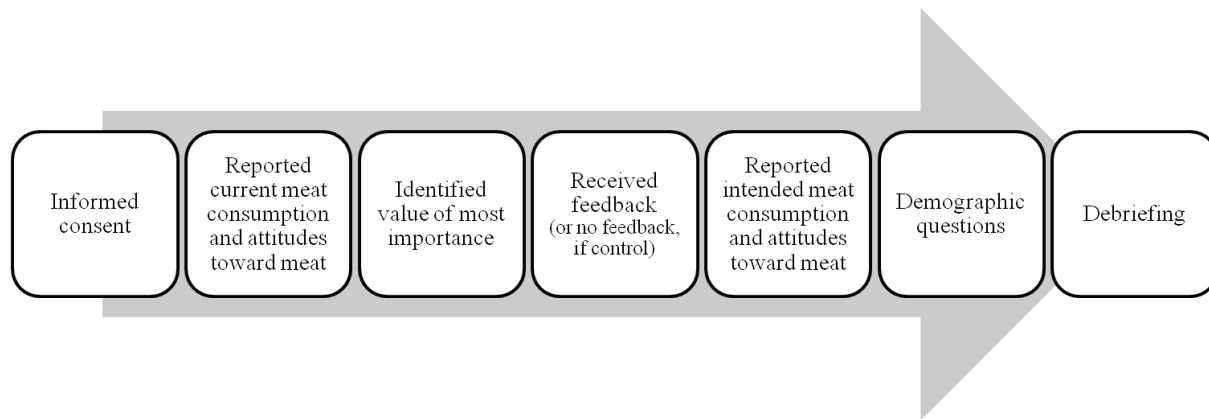 Informed
consent
Reported
current meat
consumption
and attitudes
toward meat
Identified
value of most
importance
Received
feedback
(or no feedback,
if control)
Reported
intended meat
consumption
and attitudes
toward meat
Demographic
questions
Debriefing